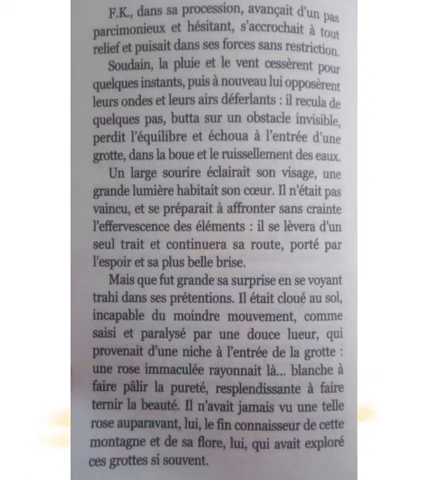 F.K., dans sa procession, avançait d'un pas
parcimonieux et hésitant, s'accrochait à tout
relief et puisait dans ses forces sans restriction.
Soudain, la pluie et le vent cessèrent pour
quelques instants, puis à nouveau lui opposèrent
leurs ondes et leurs airs déferlants : il recula de
quelques pas, butta sur un obstacle invisible,
perdit l'équilibre et échoua à l'entrée d'une
grotte, dans la boue et le ruissellement des eaux.
Un large sourire éclairait son visage, une
grande lumière habitait son cœur. Il n'était pas
vaincu, et se préparait à affronter sans crainte
l'effervescence des éléments : il se lèvera d'un
seul trait et continuera sa route, porté par
l'espoir et sa plus belle brise.
Mais que fut grande sa surprise en se voyant
trahi dans ses prétentions. Il était cloué au sol,
incapable du moindre mouvement, comme
saisi et paralysé par une douce lueur, qui
provenait d'une niche à l'entrée de la grotte :
une rose immaculée rayonnait là... blanche à
faire pâlir la pureté, resplendissante à faire
ternir la beauté. Il n'avait jamais vu une telle
rose auparavant, lui, le fin connaisseur de cette
montagne et de sa flore, lui, qui avait exploré
ces grottes si souvent.